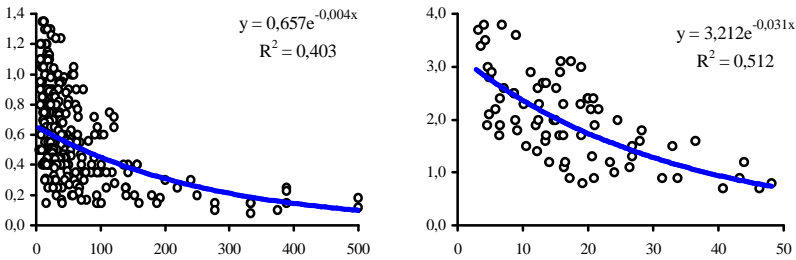 y = 0,657e^-0,004x
R² = 0,403
1,4
1,2
1,0
0,8
0,6
0,4
0,2
0,0
0 100 200 300 400 500
y = 3,212e^-0,031x
R² = 0,512
4,0
3,0
2,0
1,0
0,0
0 10 20 30 40 50